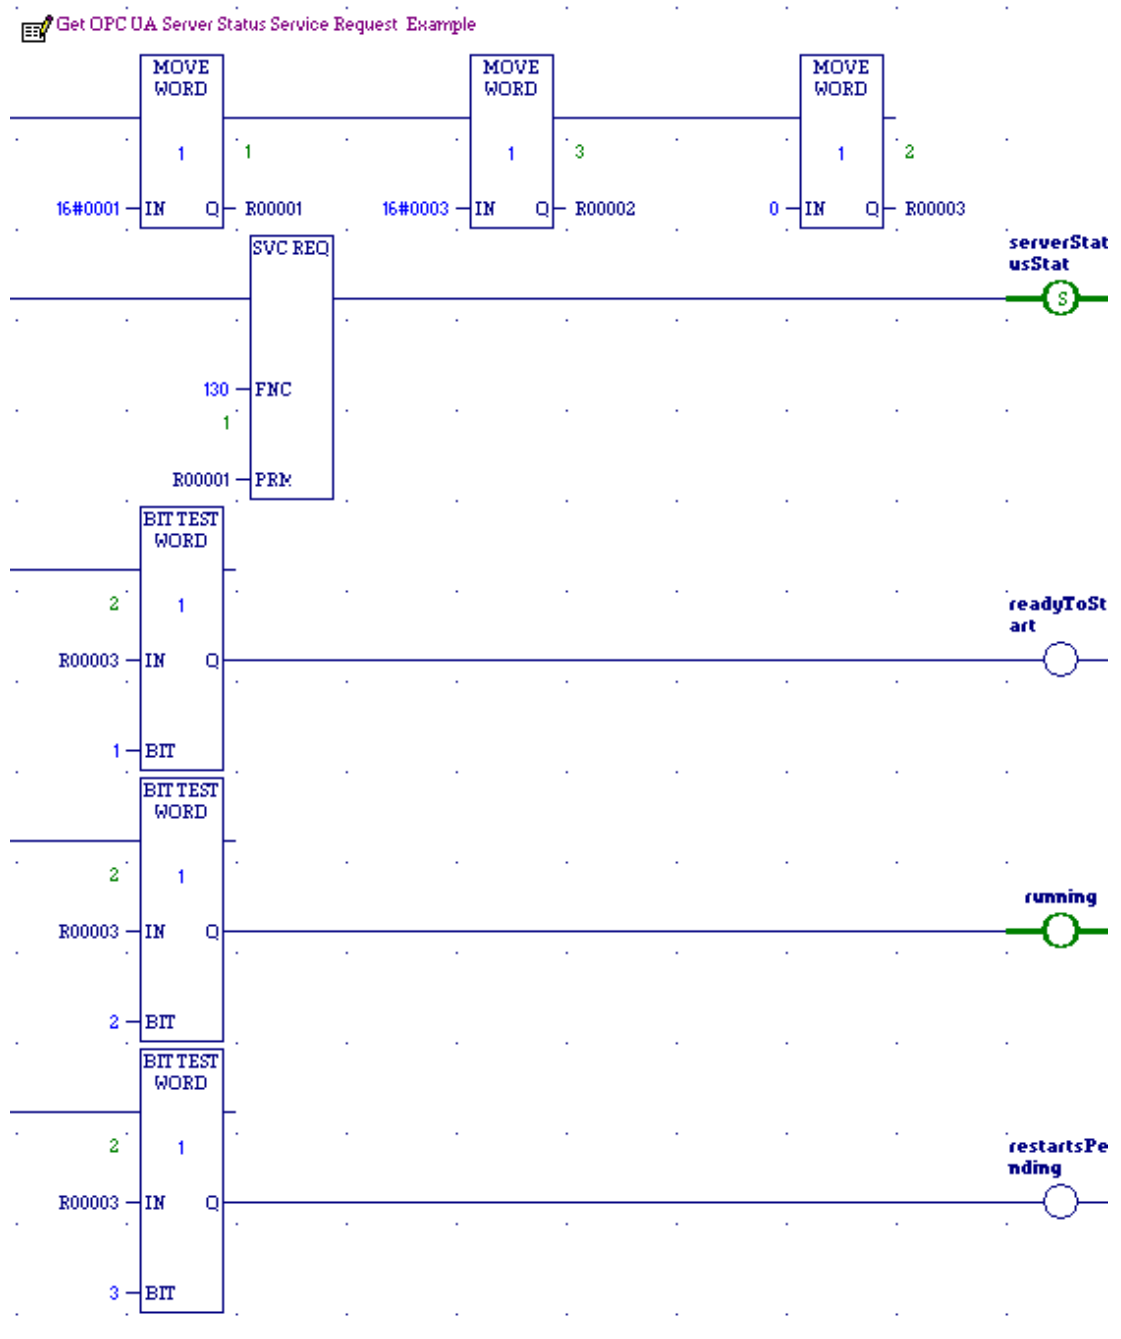 Get OPC UA Server Status Service Request Example
MOVE WORD MOVE WORD MOVE WORD
1 1 1 3 1 2
16#0001 IN Q R00001 16#0003 IN Q R00002 0 IN Q R00003
SVC REQ
serverStat
usStat
S
130 FNC
1
R00001 PRM
BIT TEST
WORD
2 1
readyToSt
art
R00003 IN Q
1 BIT
BIT TEST
WORD
2 1
running
R00003 IN Q
2 BIT
BIT TEST
WORD
2 1
restartsPe
nding
R00003 IN Q
3 BIT